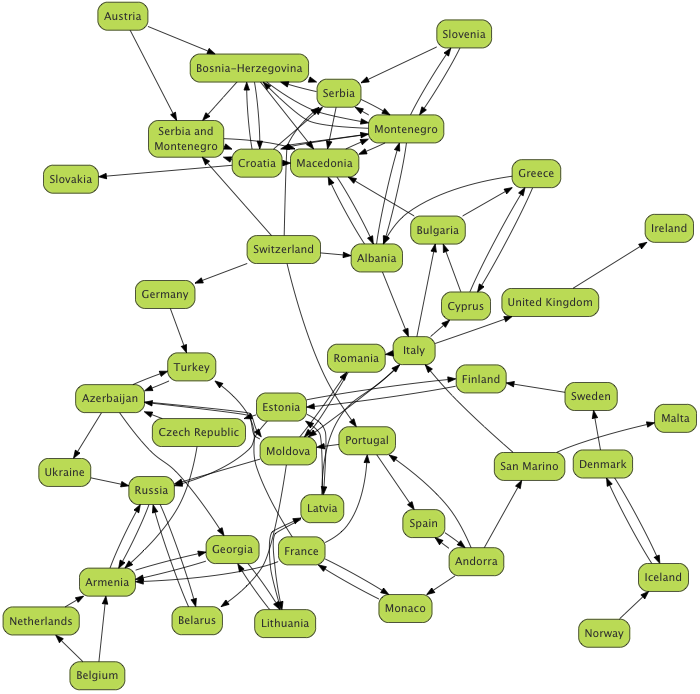 Austria
Slovenia
Bosnia-Herzegovina
Serbia
Montenegro
Serbia and
Montenegro
Croatia
Macedonia
Slovakia
Greece
Ireland
Bulgaria
Switzerland
Albania
Germany
Cyprus
United Kingdom
Romania
Italy
Turkey
Finland
Azerbaijan
Estonia
Sweden
Malta
Czech Republic
Portugal
Moldova
Ukraine
San Marino
Denmark
Russia
Latvia
Spain
Georgia
France
Andorra
Armenia
Iceland
Monaco
Netherlands
Belarus
Lithuania
Norway
Belgium